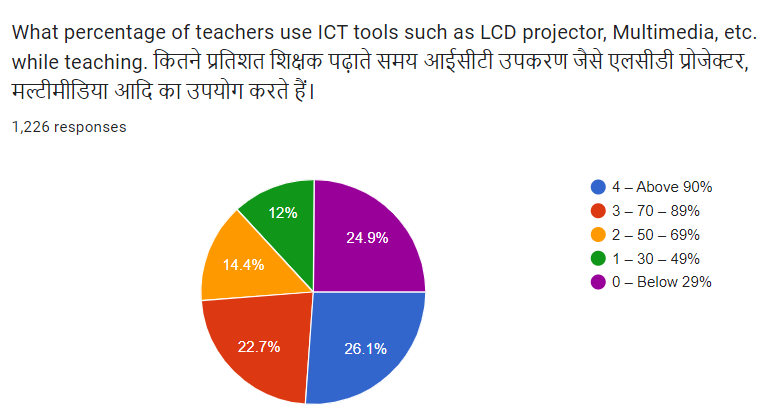 What percentage of teachers use ICT tools such as LCD projector, Multimedia, etc.
while teaching. कितने प्रतिशत शिक्षक पढ़ाते समय आईसीटी उपकरण जैसे एलसीडी प्रोजेक्टर,
मल्टीमीडिया आदि का उपयोग करते हैं।
1,226 responses
4 – Above 90%
3 – 70 – 89%
2 – 50 – 69%
1 – 30 – 49%
0 – Below 29%
12%
24.9%
14.4%
22.7%
26.1%